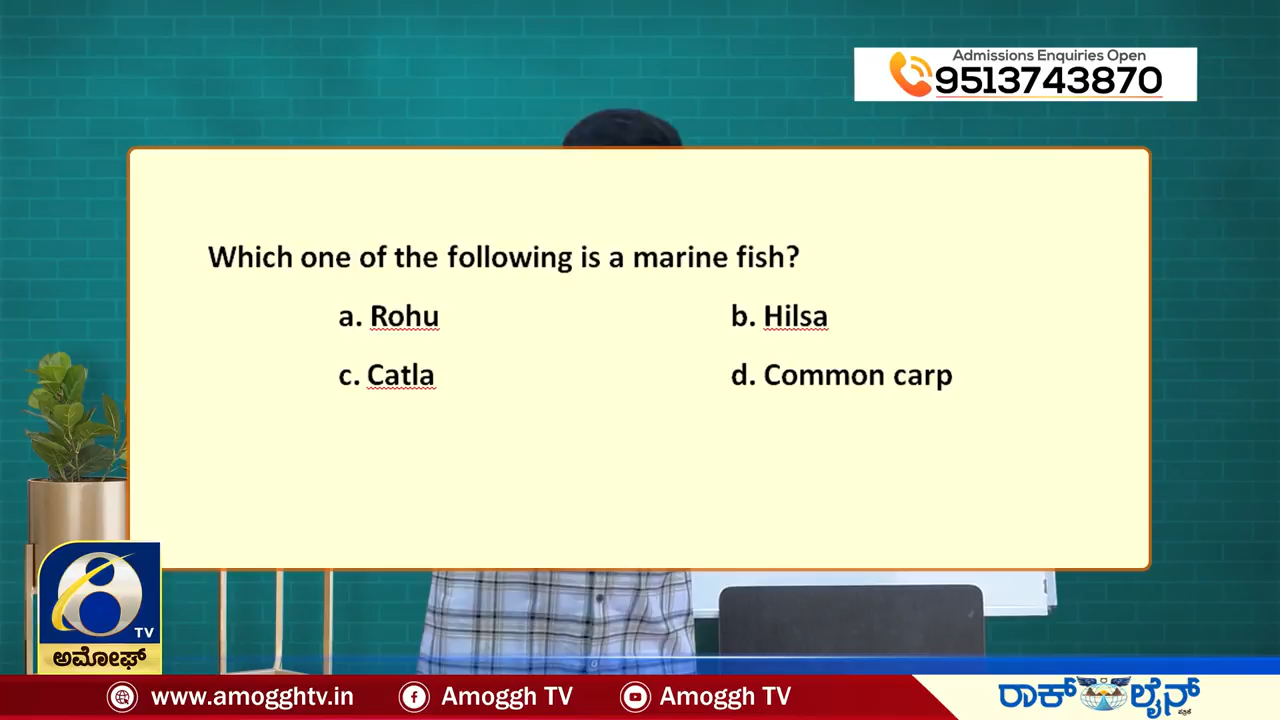 Admissions Enquiries Open
9513743870
Which one of the following is a marine fish?
a. Rohu b. Hilsa
c. Catla d. Common carp
TV
ಅಮೋಘ್
www.amogghtv.in Amoggh TV Amoggh TV
ರಾಕ್ ಲೈನ್